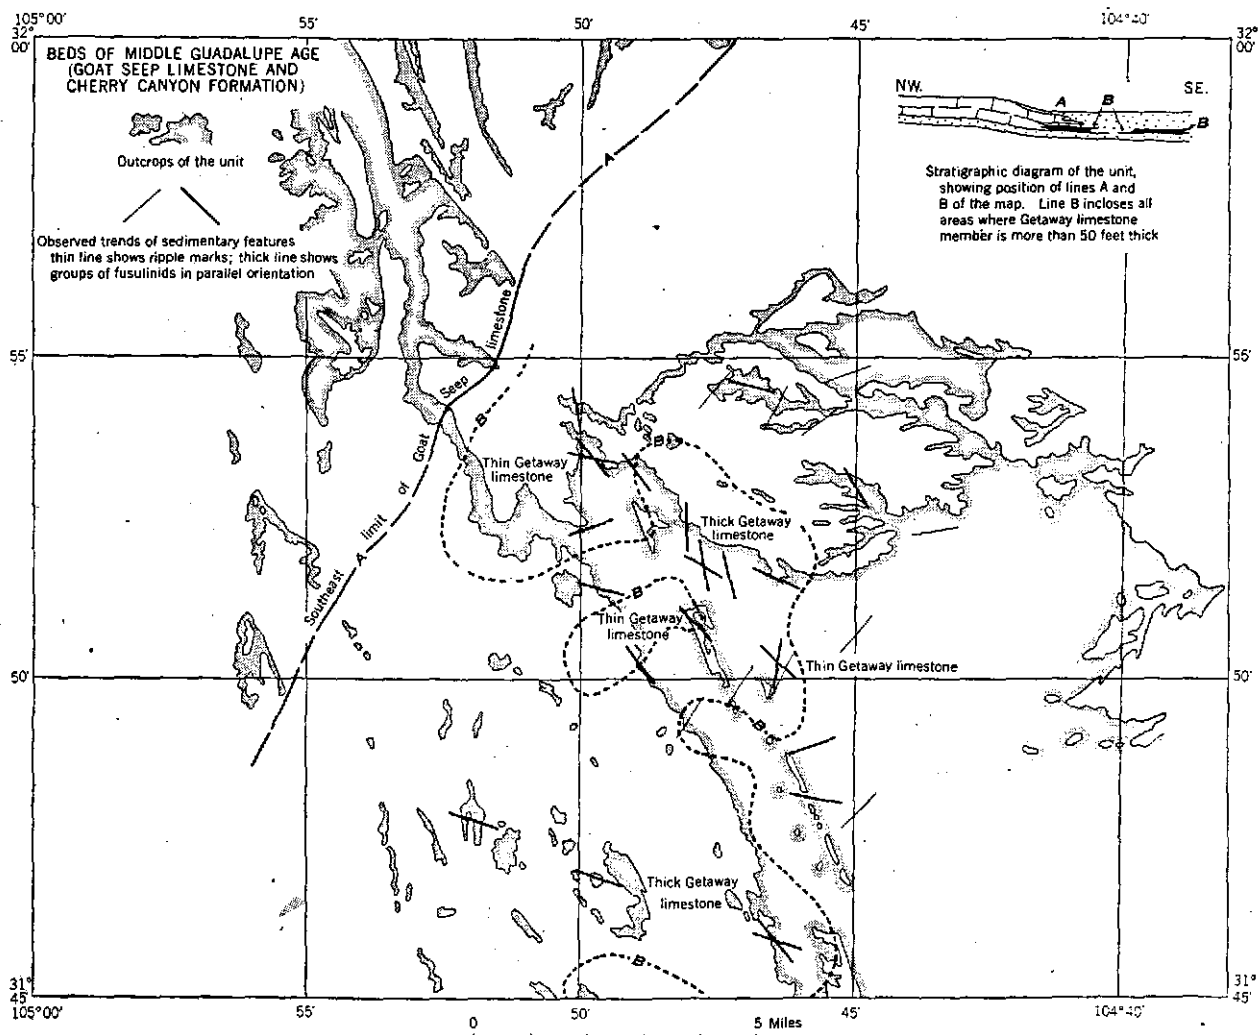 105°00'
55'
50'
45'
104°40'
32°
00'
32°
00'
BEDS OF MIDDLE GUADALUPE AGE
(GOAT SEEP LIMESTONE AND
CHERRY CANYON FORMATION)
Outcrops of the unit
Observed trends of sedimentary features
thin line shows ripple marks; thick line shows
groups of fusulinids in parallel orientation
NW.
SE.
A
B
B
Stratigraphic diagram of the unit,
showing position of lines A and
B of the map. Line B incloses all
areas where Getaway limestone
member is more than 50 feet thick
A
Southeast A limit of Goat Seep limestone
55'
55'
B
B
Thin Getaway
limestone
Thick Getaway
limestone
B
Thin Getaway
limestone
Thin Getaway limestone
50'
50'
B
Thick Getaway
limestone
B
31°
45'
31°
45'
105°00'
55'
50'
45'
104°40'
0
5 Miles